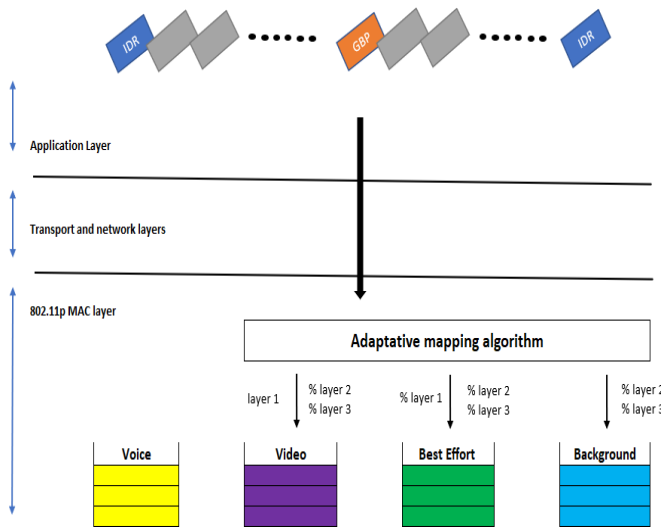 IDR
GBP
IDR
Application Layer
Transport and network layers
802.11p MAC layer
Adaptative mapping algorithm
layer 1
% layer 2
% layer 3
% layer 1
% layer 2
% layer 3
% layer 2
% layer 3
Voice
Video
Best Effort
Background